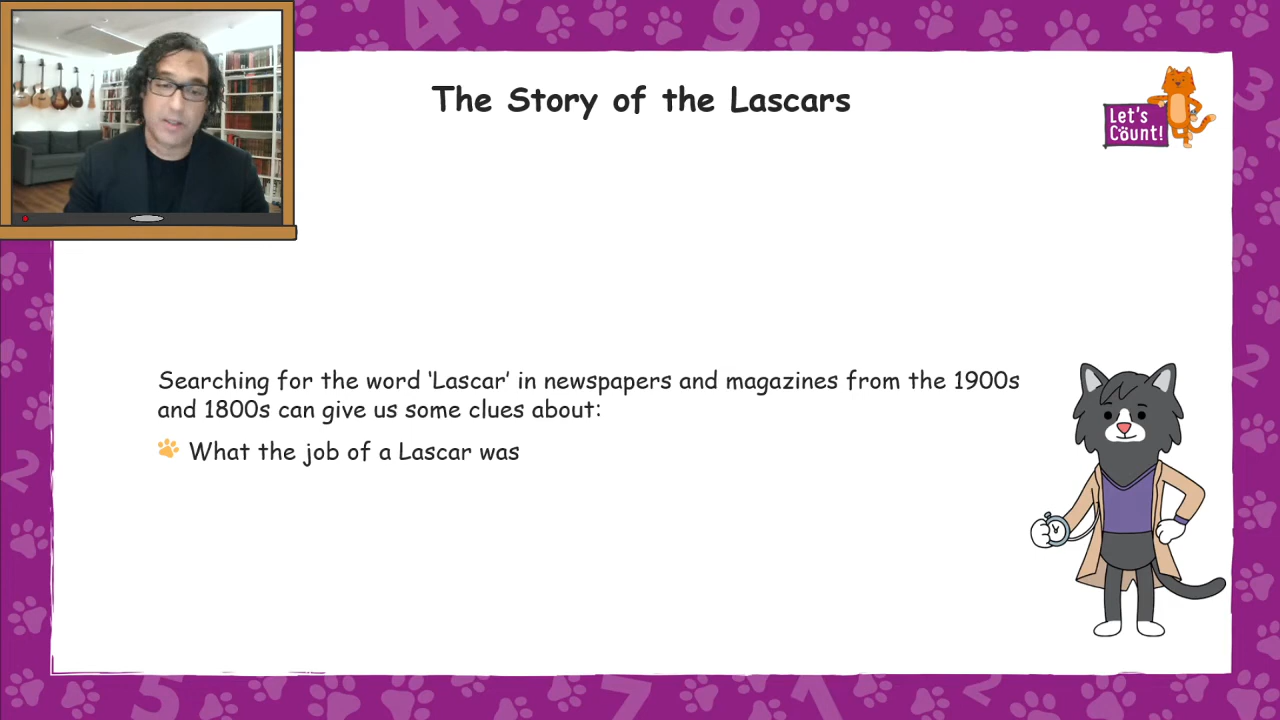 The Story of the Lascars
Let's
Count!
Searching for the word ‘Lascar’ in newspapers and magazines from the 1900s
and 1800s can give us some clues about:
What the job of a Lascar was